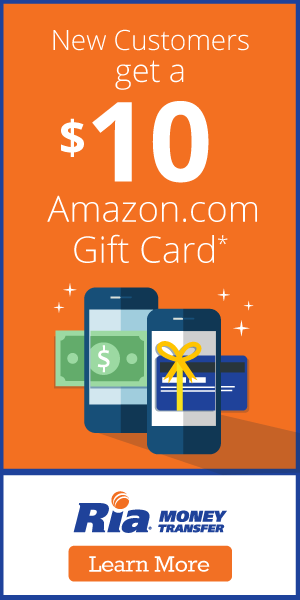 New Customers
get a
$10
Amazon.com
Gift Card*
$
Ria MONEY
TRANSFER
Learn More